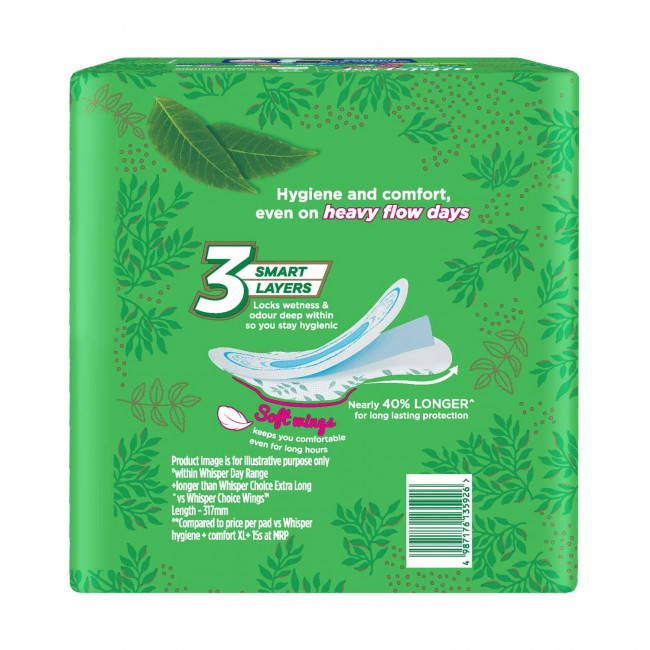 Hygiene and comfort,
even on heavy flow days
3 SMART
LAYERS
Locks wetness &
odour deep within
so you stay hygienic
Nearly 40% LONGER^
for long lasting protection
Soft wings
keeps you comfortable
even for long hours
Product image is for illustrative purpose only
within Whisper Day Range
+longer than Whisper Choice Extra Long
^ vs Whisper Choice Wings™
Length - 317mm
**Compared to price per pad vs Whisper
hygiene + comfort XL+ 15s at MRP
4 987176 135926 >